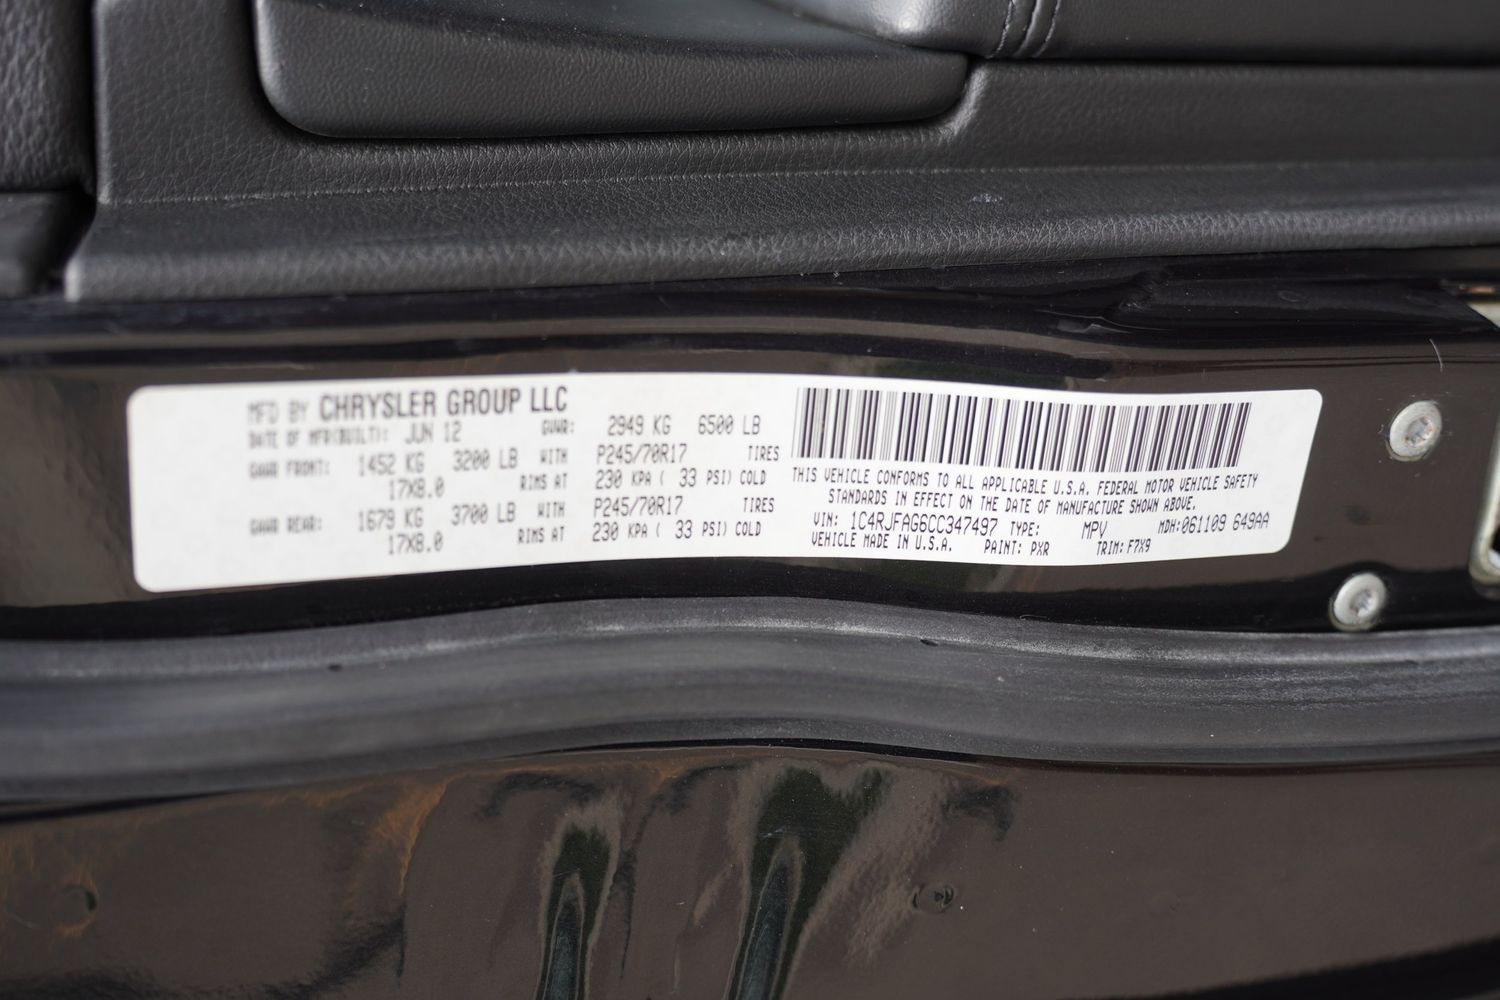 MFD BY CHRYSLER GROUP LLC
DATE OF MFR(BUILT): JUN 12 GVWR: 2949 KG 6500 LB
GAWR FRONT: 1452 KG 3200 LB WITH P245/70R17 TIRES
17X8.0 RIMS AT 230 KPA ( 33 PSI) COLD
GAWR REAR: 1679 KG 3700 LB WITH P245/70R17 TIRES
17X8.0 RIMS AT 230 KPA ( 33 PSI) COLD
THIS VEHICLE CONFORMS TO ALL APPLICABLE U.S.A. FEDERAL MOTOR VEHICLE SAFETY
STANDARDS IN EFFECT ON THE DATE OF MANUFACTURE SHOWN ABOVE.
VIN: 1C4RJFAG6CC347497 TYPE: MPV MDH:061109 649AA
VEHICLE MADE IN U.S.A. PAINT: PXR TRIM: F7X9